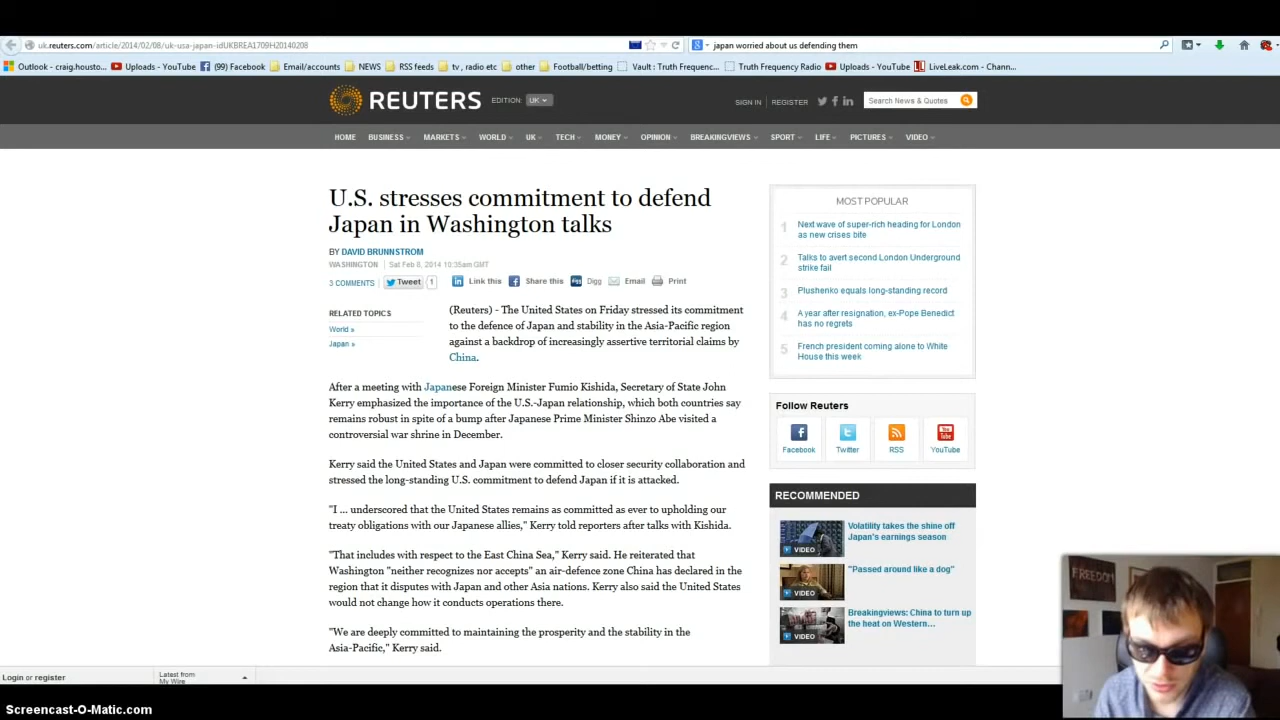 uk.reuters.com/article/2014/02/08/uk-usa-japan-idUKBREA1709H20140208
japan worried about us defending them
Outlook - craig.housto... Uploads - YouTube (99) Facebook Email/accounts NEWS RSS feeds tv , radio etc other Football/betting Vault : Truth Frequenc... Truth Frequency Radio Uploads - YouTube LiveLeak.com - Chann...
REUTERS EDITION: UK
SIGN IN REGISTER Search News & Quotes
HOME BUSINESS MARKETS WORLD UK TECH MONEY OPINION BREAKINGVIEWS SPORT LIFE PICTURES VIDEO
U.S. stresses commitment to defend
Japan in Washington talks
BY DAVID BRUNNSTROM
WASHINGTON Sat Feb 8, 2014 10:35am GMT
3 COMMENTS Tweet 1 Link this Share this Digg Email Print
RELATED TOPICS
World »
Japan »
(Reuters) - The United States on Friday stressed its commitment
to the defence of Japan and stability in the Asia-Pacific region
against a backdrop of increasingly assertive territorial claims by
China.
After a meeting with Japanese Foreign Minister Fumio Kishida, Secretary of State John
Kerry emphasized the importance of the U.S.-Japan relationship, which both countries say
remains robust in spite of a bump after Japanese Prime Minister Shinzo Abe visited a
controversial war shrine in December.
Kerry said the United States and Japan were committed to closer security collaboration and
stressed the long-standing U.S. commitment to defend Japan if it is attacked.
"I ... underscored that the United States remains as committed as ever to upholding our
treaty obligations with our Japanese allies," Kerry told reporters after talks with Kishida.
"That includes with respect to the East China Sea," Kerry said. He reiterated that
Washington "neither recognizes nor accepts" an air-defence zone China has declared in the
region that it disputes with Japan and other Asia nations. Kerry also said the United States
would not change how it conducts operations there.
"We are deeply committed to maintaining the prosperity and the stability in the
Asia-Pacific," Kerry said.
MOST POPULAR
1 Next wave of super-rich heading for London
as new crises bite
2 Talks to avert second London Underground
strike fail
3 Plushenko equals long-standing record
4 A year after resignation, ex-Pope Benedict
has no regrets
5 French president coming alone to White
House this week
Follow Reuters
Facebook Twitter RSS YouTube
RECOMMENDED
Volatility takes the shine off
Japan's earnings season
VIDEO
"Passed around like a dog"
VIDEO
Breakingviews: China to turn up
the heat on Western...
VIDEO
FREEDOM
Login or register
Latest from
My Wire
Screencast-O-Matic.com